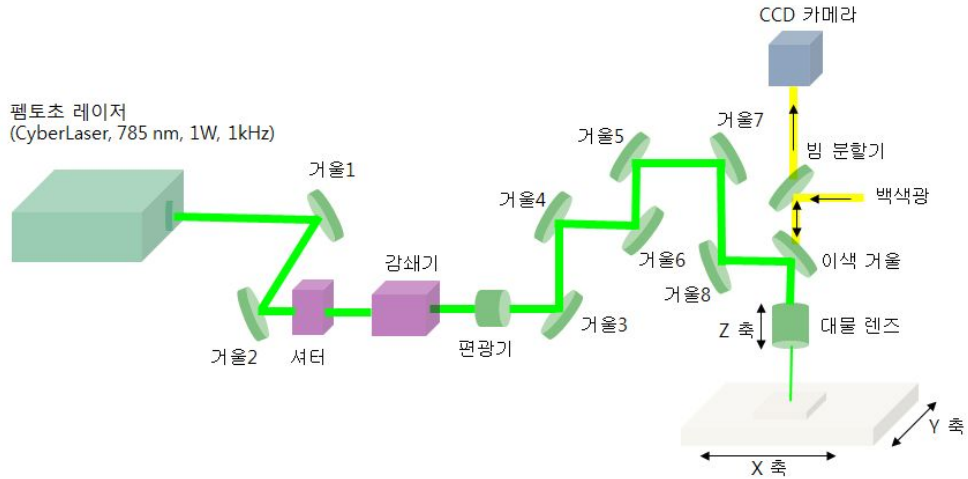 CCD 카메라
펨토초 레이저
(CyberLaser, 785 nm, 1W, 1kHz)
거울1
거울5
거울7
빔 분할기
거울4
백색광
감쇄기
거울6
이색 거울
거울8
거울2
셔터
편광기
거울3
Z 축
대물 렌즈
Y 축
X 축